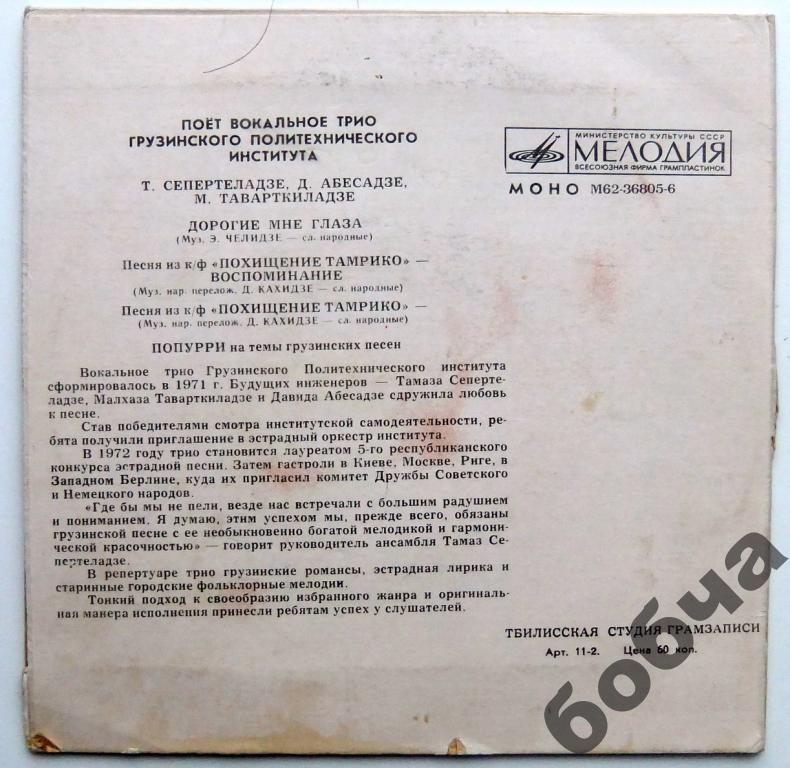 ПОЁТ ВОКАЛЬНОЕ ТРИО
ГРУЗИНСКОГО ПОЛИТЕХНИЧЕСКОГО
ИНСТИТУТА
Т. СЕПЕРТЕЛАДЗЕ, Д. АБЕСАДЗЕ,
М. ТАВАРТКИЛАДЗЕ
ДОРОГИЕ МНЕ ГЛАЗА
(Муз. Э. ЧЕЛИДЗЕ — сл. народные)
Песня из к/ф «ПОХИЩЕНИЕ ТАМРИКО» —
ВОСПОМИНАНИЕ
(Муз. нар. перелож. Д. КАХИДЗЕ — сл. народные)
Песня из к/ф «ПОХИЩЕНИЕ ТАМРИКО» —
(Муз. нар. перелож. Д. КАХИДЗЕ — сл. народные)
ПОПУРРИ на темы грузинских песен
МИНИСТЕРСТВО КУЛЬТУРЫ СССР
МЕЛОДИЯ
ВСЕСОЮЗНАЯ ФИРМА ГРАМПЛАСТИНОК
МОНО М62-36805-6
Вокальное трио Грузинского Политехнического института
сформировалось в 1971 г. Будущих инженеров — Тамаза Сеперте-
ладзе, Малхаза Таварткиладзе и Давида Абесадзе сдружила любовь
к песне.
Став победителями смотра институтской самодеятельности, ре-
бята получили приглашение в эстрадный оркестр института.
В 1972 году трио становится лауреатом 5-го республиканского
конкурса эстрадной песни. Затем гастроли в Киеве, Москве, Риге, в
Западном Берлине, куда их пригласил комитет Дружбы Советского
и Немецкого народов.
«Где бы мы не пели, везде нас встречали с большим радушием
и пониманием. Я думаю, этим успехом мы, прежде всего, обязаны
грузинской песне с ее необыкновенно богатой мелодикой и гармони-
ческой красочностью» — говорит руководитель ансамбля Тамаз Се-
пертеладзе.
В репертуаре трио грузинские романсы, эстрадная лирика и
старинные городские фольклорные мелодии.
Тонкий подход к своеобразию избранного жанра и оригиналь-
ная манера исполнения принесли ребятам успех у слушателей.
ТБИЛИССКАЯ СТУДИЯ ГРАМЗАПИСИ
Арт. 11-2. Цена 60 коп.
бобча